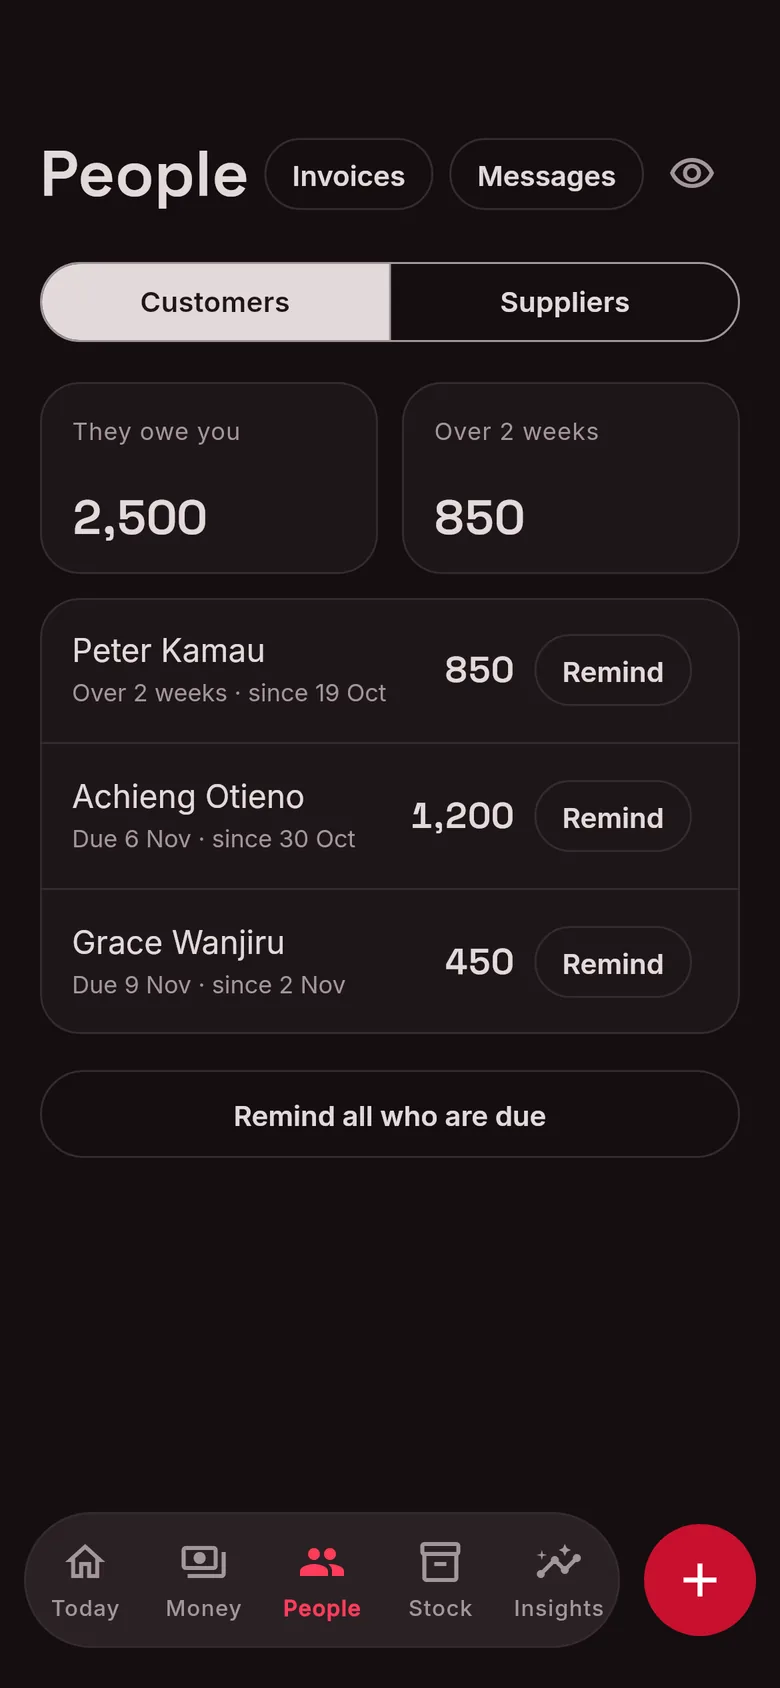 People
Invoices
Messages
Customers
Suppliers
They owe you
2,500
Over 2 weeks
850
Peter Kamau
Over 2 weeks · since 19 Oct
850
Remind
Achieng Otieno
Due 6 Nov · since 30 Oct
1,200
Remind
Grace Wanjiru
Due 9 Nov · since 2 Nov
450
Remind
Remind all who are due
Today
Money
People
Stock
Insights